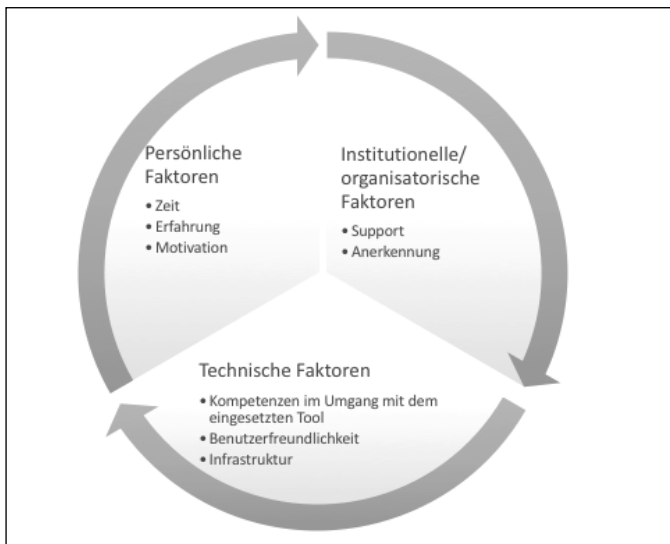 Persönliche
Faktoren
• Zeit
• Erfahrung
• Motivation
Institutionelle/
organisatorische
Faktoren
• Support
• Anerkennung
Technische Faktoren
• Kompetenzen im Umgang mit dem
eingesetzten Tool
• Benutzerfreundlichkeit
• Infrastruktur